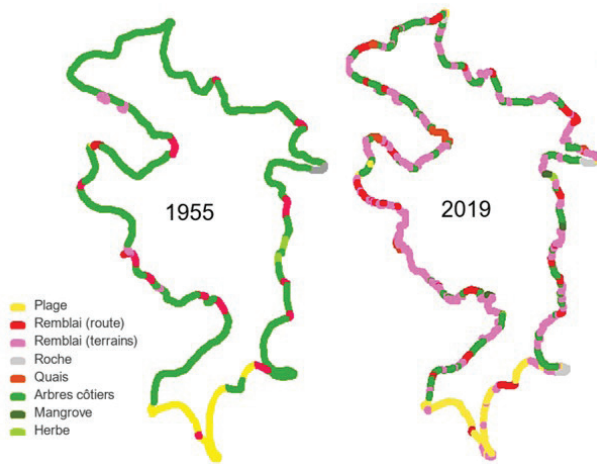 1955
2019
Plage
Remblai (route)
Remblai (terrains)
Roche
Quais
Arbres côtiers
Mangrove
Herbe